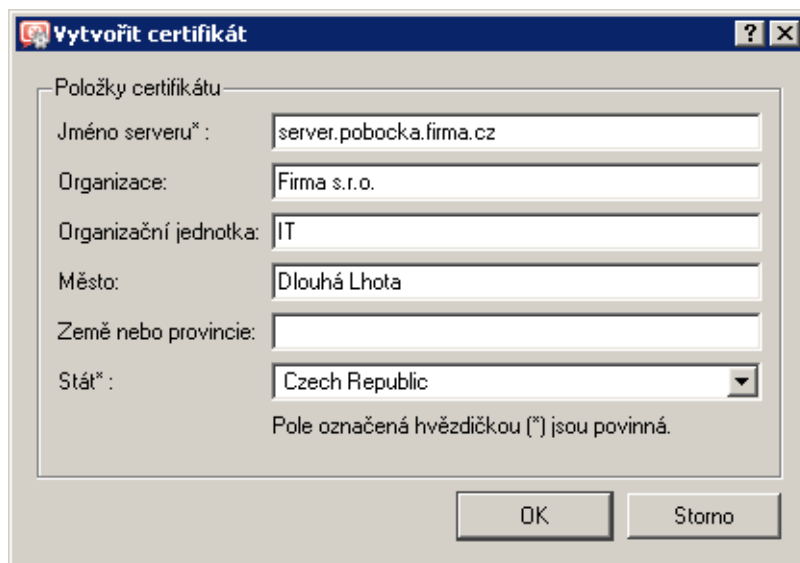 Vytvořit certifikát
Položky certifikátu
Jméno serveru* : server.pobocka.firma.cz
Organizace: Firma s.r.o.
Organizační jednotka: IT
Město: Dlouhá Lhota
Země nebo provincie:
Stát* : Czech Republic
Pole označená hvězdičkou (*) jsou povinná.
OK Storno